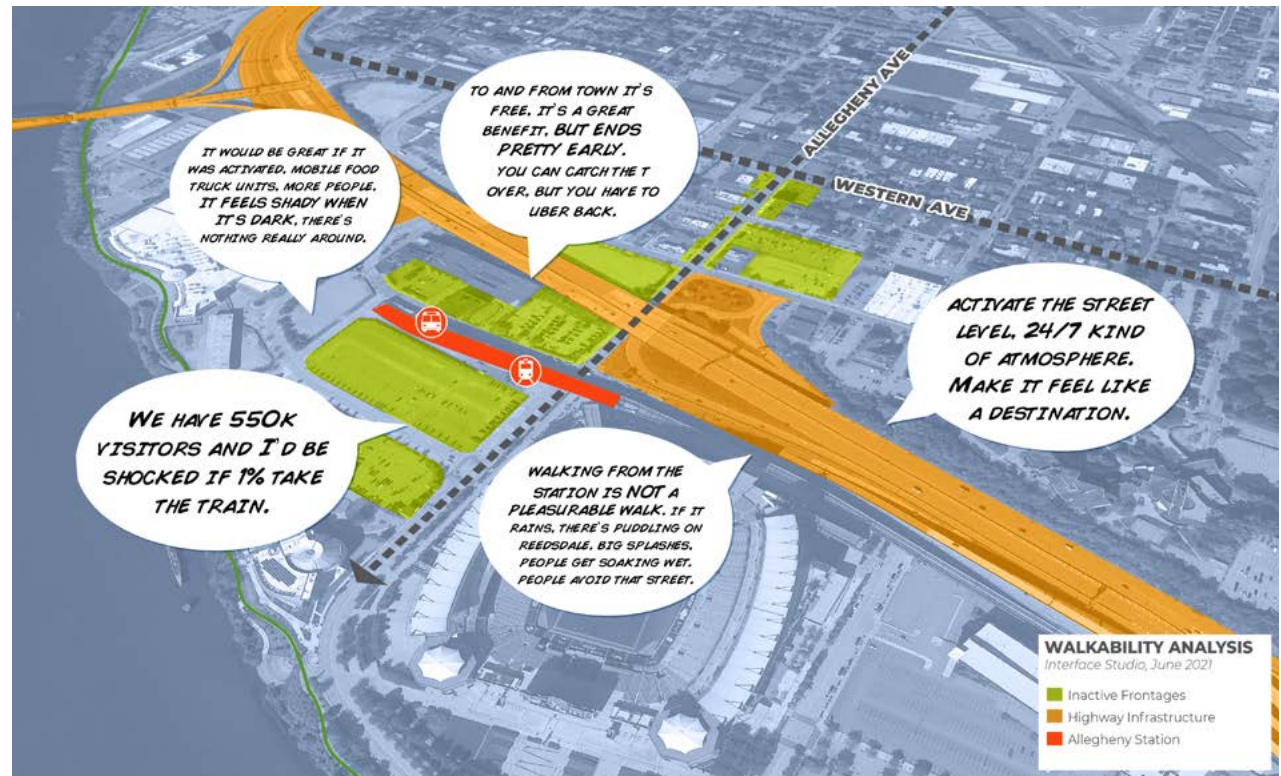 TO AND FROM TOWN IT'S
FREE. IT'S A GREAT
BENEFIT, BUT ENDS
PRETTY EARLY.
YOU CAN CATCH THE T
OVER, BUT YOU HAVE TO
UBER BACK.
IT WOULD BE GREAT IF IT
WAS ACTIVATED. MOBILE FOOD
TRUCK UNITS. MORE PEOPLE.
IT FEELS SHADY WHEN
IT'S DARK, THERE'S
NOTHING REALLY AROUND.
ALLEGHENY AVE
WESTERN AVE
ACTIVATE THE STREET
LEVEL, 24/7 KIND
OF ATMOSPHERE.
MAKE IT FEEL LIKE
A DESTINATION.
WE HAVE 550K
VISITORS AND I'D BE
SHOCKED IF 1% TAKE
THE TRAIN.
WALKING FROM THE
STATION IS NOT A
PLEASURABLE WALK. IF IT
RAINS, THERE'S PUDDLING ON
REEDSDALE, BIG SPLASHES,
PEOPLE GET SOAKING WET.
PEOPLE AVOID THAT STREET.
WALKABILITY ANALYSIS
Interface Studio, June 2021
Inactive Frontages
Highway Infrastructure
Allegheny Station